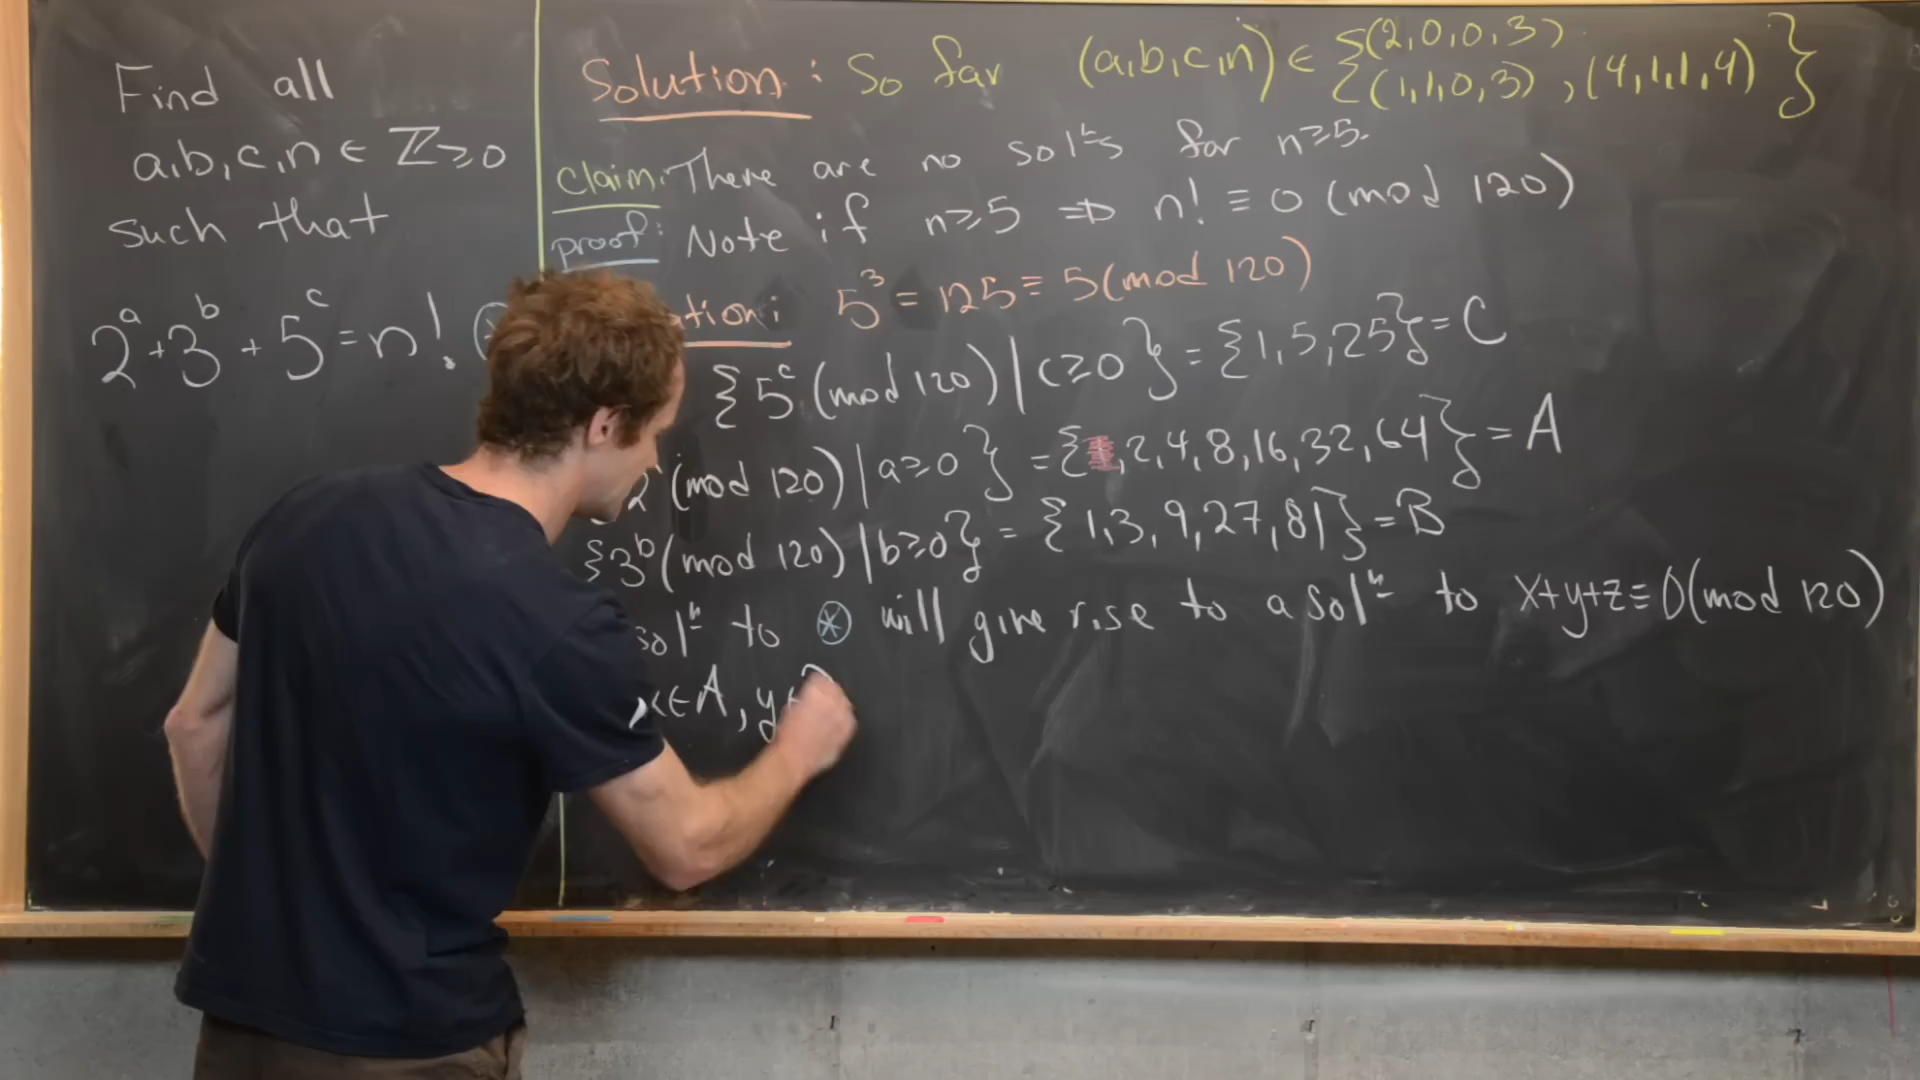 Find all
a,b,c,n ∈ ℤ≥0
such that
2^a + 3^b + 5^c = n!
Solution: So far (a,b,c,n) ∈ {(2,0,0,3),
(1,1,0,3), (4,1,1,4)}
Claim: There are no sol^ns for n≥5.
proof: Note if n≥5 ⇒ n! ≡ 0 (mod 120)
5^3 = 125 ≡ 5 (mod 120)
{5^c (mod 120) | c≥0} = {1,5,25} = C
2 (mod 120) | a≥0} = {1,2,4,8,16,32,64} = A
{3^b (mod 120) | b≥0} = {1,3,9,27,81} = B
sol^n to ⊛ will give rise to a sol^n to x+y+z ≡ 0 (mod 120)
x∈A, y∈